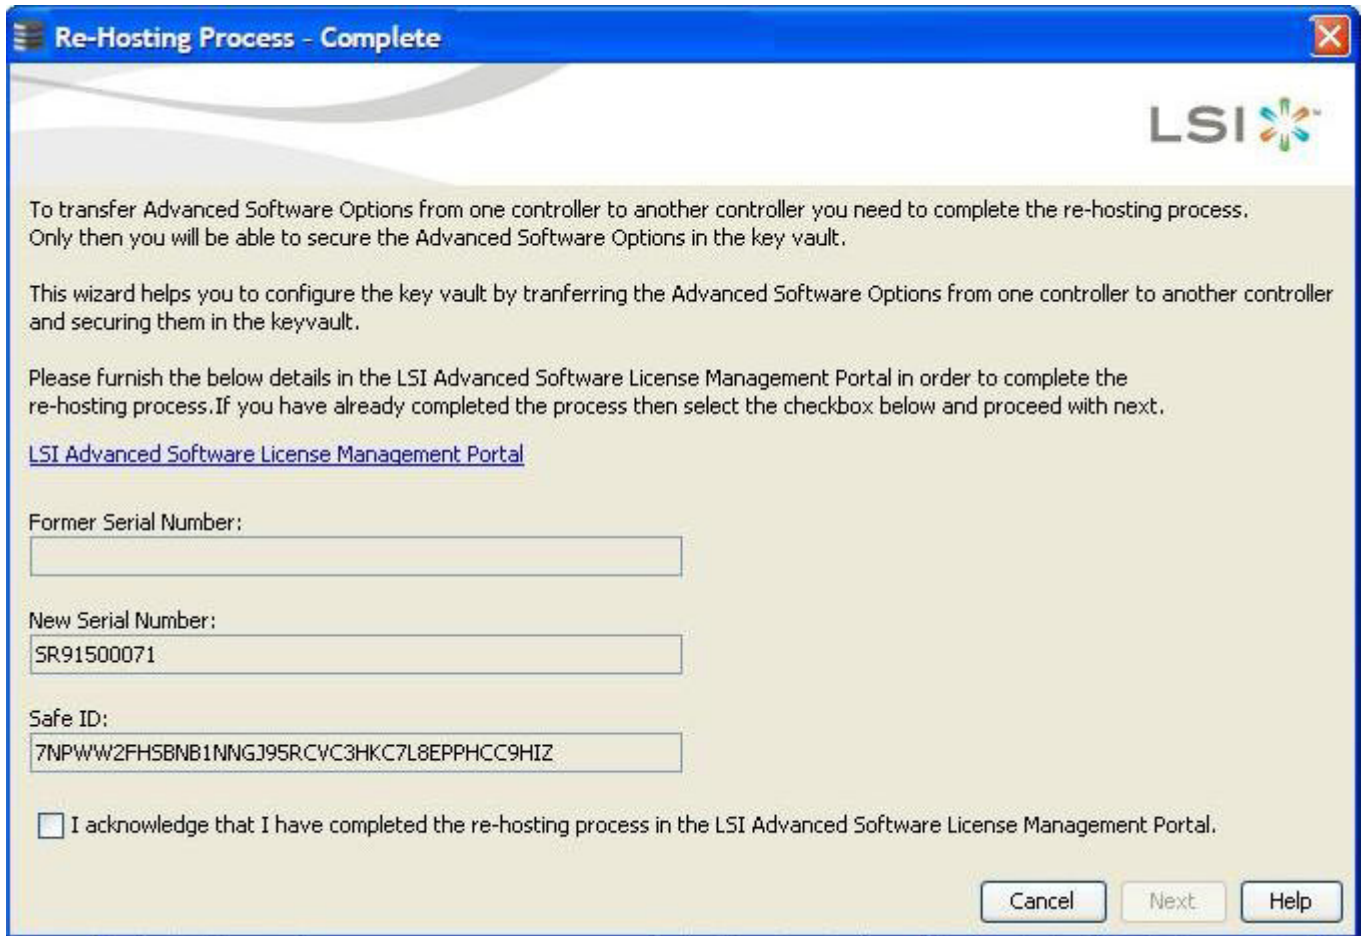 Re-Hosting Process - Complete
LSI™
To transfer Advanced Software Options from one controller to another controller you need to complete the re-hosting process.
Only then you will be able to secure the Advanced Software Options in the key vault.
This wizard helps you to configure the key vault by tranferring the Advanced Software Options from one controller to another controller
and securing them in the keyvault.
Please furnish the below details in the LSI Advanced Software License Management Portal in order to complete the
re-hosting process.If you have already completed the process then select the checkbox below and proceed with next.
LSI Advanced Software License Management Portal
Former Serial Number:
New Serial Number:
SR91500071
Safe ID:
7NPWW2FHSBNB1NNGJ95RCVC3HKC7L8EPPHCC9HIZ
I acknowledge that I have completed the re-hosting process in the LSI Advanced Software License Management Portal.
Cancel Next Help